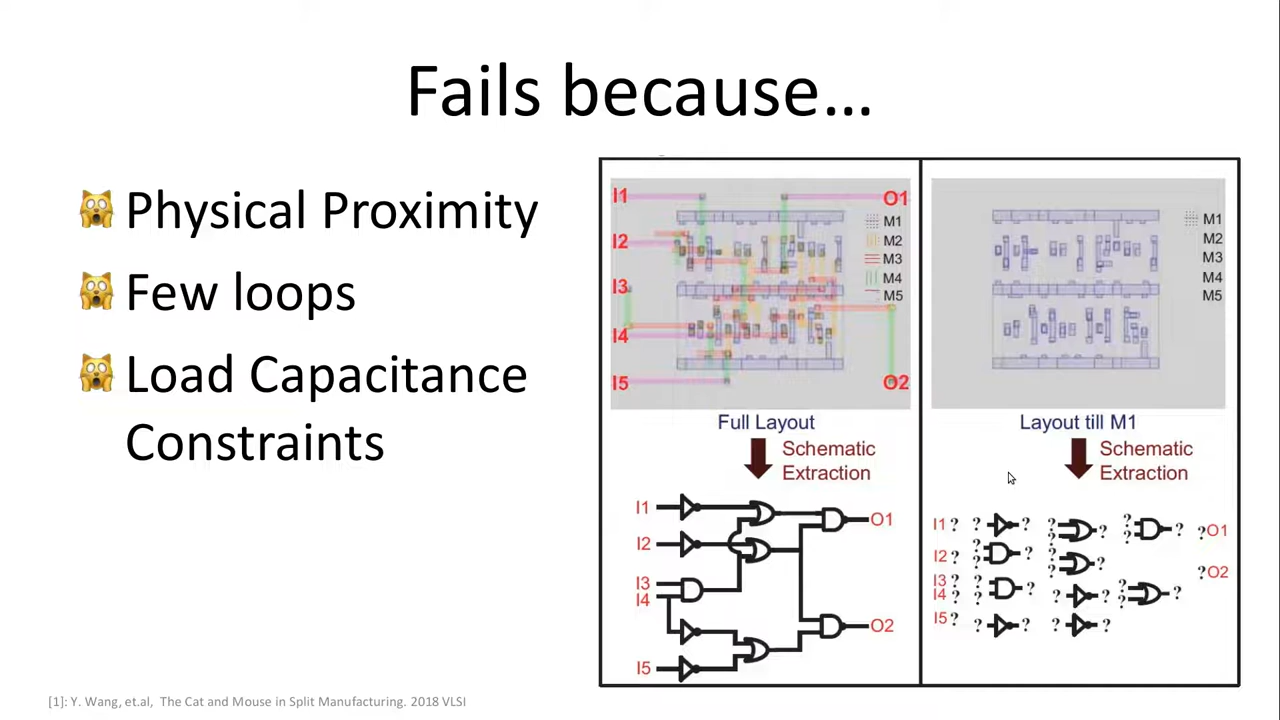 Fails because…
Physical Proximity
Few loops
Load Capacitance
Constraints
I1
O1
M1
I2
M2
M3
I3
M4
M5
I4
I5
O2
Full Layout
Schematic
Extraction
I1
O1
I2
I3
I4
O2
I5
M1
M2
M3
M4
M5
Layout till M1
Schematic
Extraction
I1 ? ? ? ? ? ? ? ? ? ?O1
I2 ? ? ? ? ? ? ?
?O2
I3 ? ? ? ?
I4 ? ? ? ? ? ? ?
I5 ? ? ? ? ?
[1]: Y. Wang, et.al, The Cat and Mouse in Split Manufacturing. 2018 VLSI